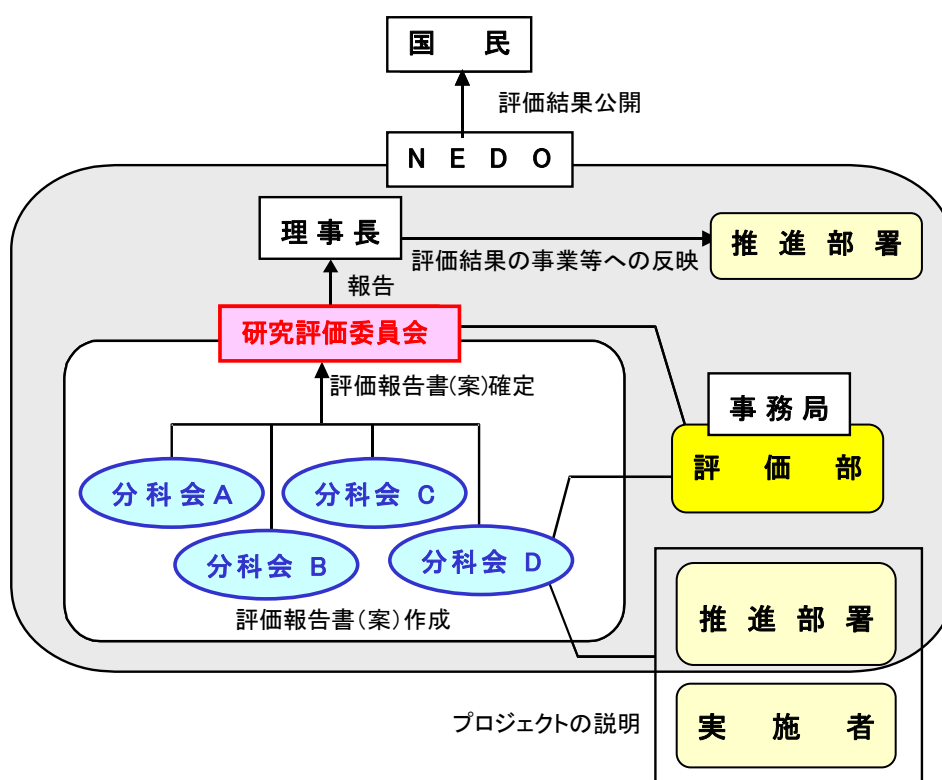 国 民
評価結果公開
N E D O
理事長
評価結果の事業等への反映
推進部署
報告
研究評価委員会
評価報告書(案)確定
事務局
評 価 部
分科会A
分科会 C
分科会 B
分科会 D
評価報告書(案)作成
推進部署
プロジェクトの説明
実 施 者